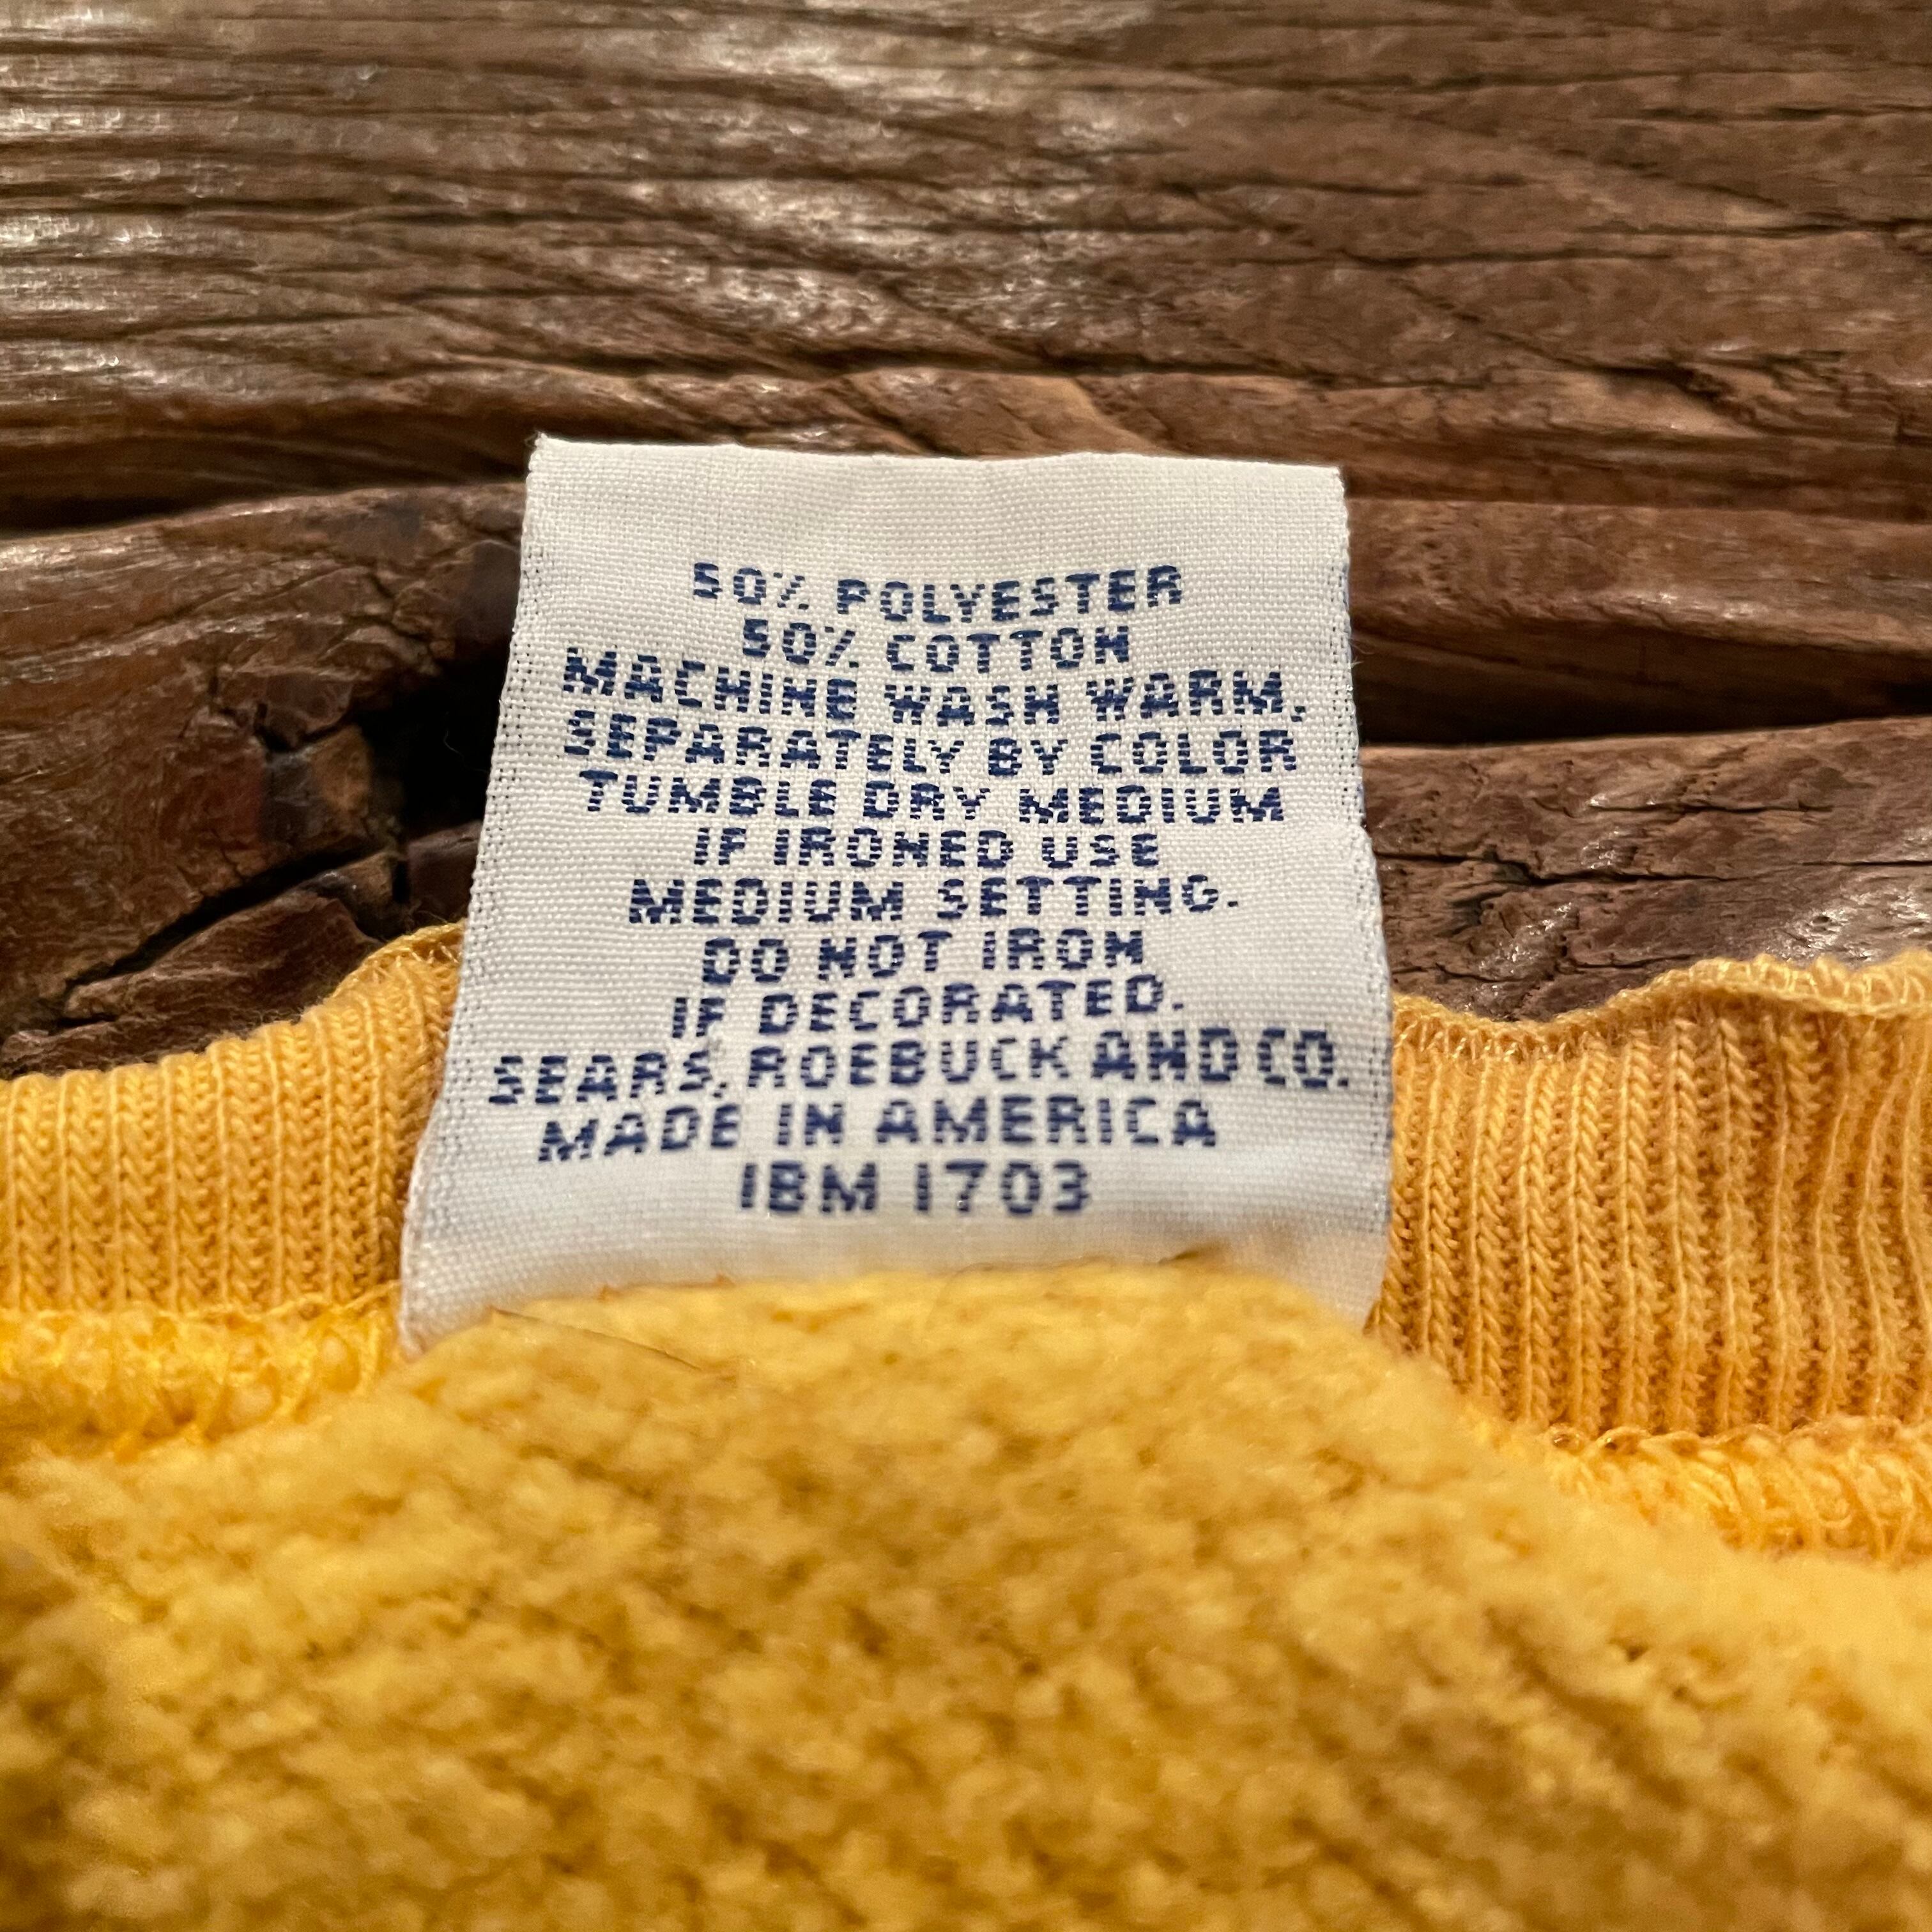 50% POLYESTER
50% COTTON
MACHINE WASH WARM,
SEPARATELY BY COLOR
TUMBLE DRY MEDIUM
IF IRONED USE
MEDIUM SETTING.
DO NOT IRON
IF DECORATED.
SEARS, ROEBUCK AND CO.
MADE IN AMERICA
IBM 1703